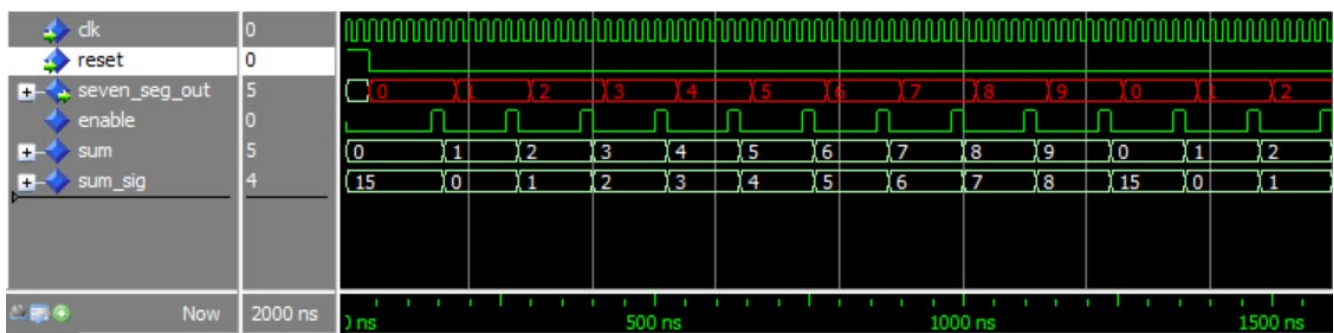 clk 0
reset 0
seven_seg_out 5 0 1 2 3 4 5 6 7 8 9 0 1 2
enable 0
sum 5 0 1 2 3 4 5 6 7 8 9 0 1 2
sum_sig 4 15 0 1 2 3 4 5 6 7 8 15 0 1
Now 2000 ns ns 500 ns 1000 ns 1500 ns